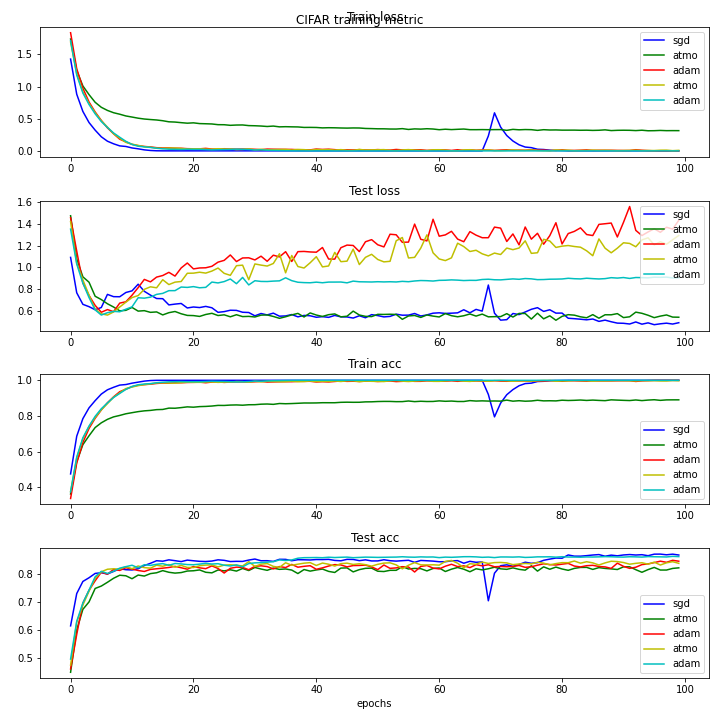 Train loss
CIFAR training metric
1.5
1.0
0.5
0.0
sgd
atmo
adam
atmo
adam
0 20 40 60 80 100
Test loss
1.6
1.4
1.2
1.0
0.8
0.6
sgd
atmo
adam
atmo
adam
0 20 40 60 80 100
Train acc
1.0
0.8
0.6
0.4
sgd
atmo
adam
atmo
adam
0 20 40 60 80 100
Test acc
0.8
0.7
0.6
0.5
sgd
atmo
adam
atmo
adam
0 20 40 60 80 100
epochs